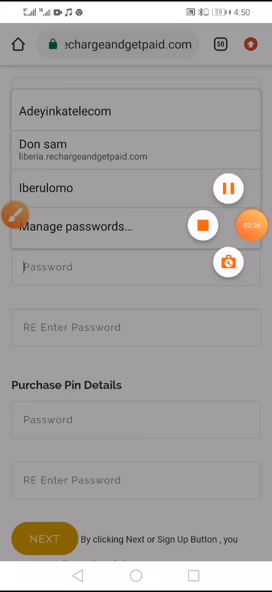 59 4:50
:echargeandgetpaid.com 50
Adeyinkatelecom
Don sam
liberia.rechargeandgetpaid.com
Iberulomo
Manage passwords...
02:36
Password
RE Enter Password
Purchase Pin Details
Password
RE Enter Password
NEXT By clicking Next or Sign Up Button , you